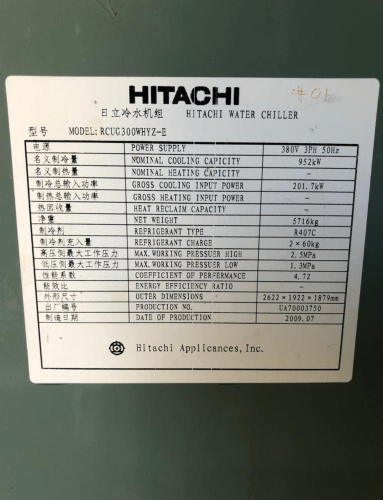 HITACHI
#01
日立冷水机组 HITACHI WATER CHILLER
型号 MODEL: RCUG300WHYZ-E
电源 POWER SUPPLY 380V 3PH 50Hz
名义制冷量 NOMINAL COOLING CAPICITY 952kW
名义制热量 NOMINAL HEATING CAPACITY -
制冷总输入功率 GROSS COOLING INPUT POWER 201.7kW
制热总输入功率 GROSS HEATING INPUT POWER -
热回收量 HEAT RECLAIM CAPACITY -
净重 NET WEIGHT 5716kg
制冷剂 REFRIGERANT TYPE R407C
制冷剂充入量 REFRIGERANT CHARGE 2×60kg
高压侧最大工作压力 MAX.WORKING PRESSUER HIGH 2.5MPa
低压侧最大工作压力 MAX.WORKING PRESSUER LOW 1.3MPa
性能系数 COEFFICIENT OF PERFERMANCE 4.72
能效比 ENERGY EFFICIENCY RATIO -
外形尺寸 OUTER DIMENSIONS 2622×1922×1879mm
出厂编号 PRODUCTION NO. UA70003750
制造日期 DATE OF PRODUCTION 2009.07
Hitachi Applicances,Inc.